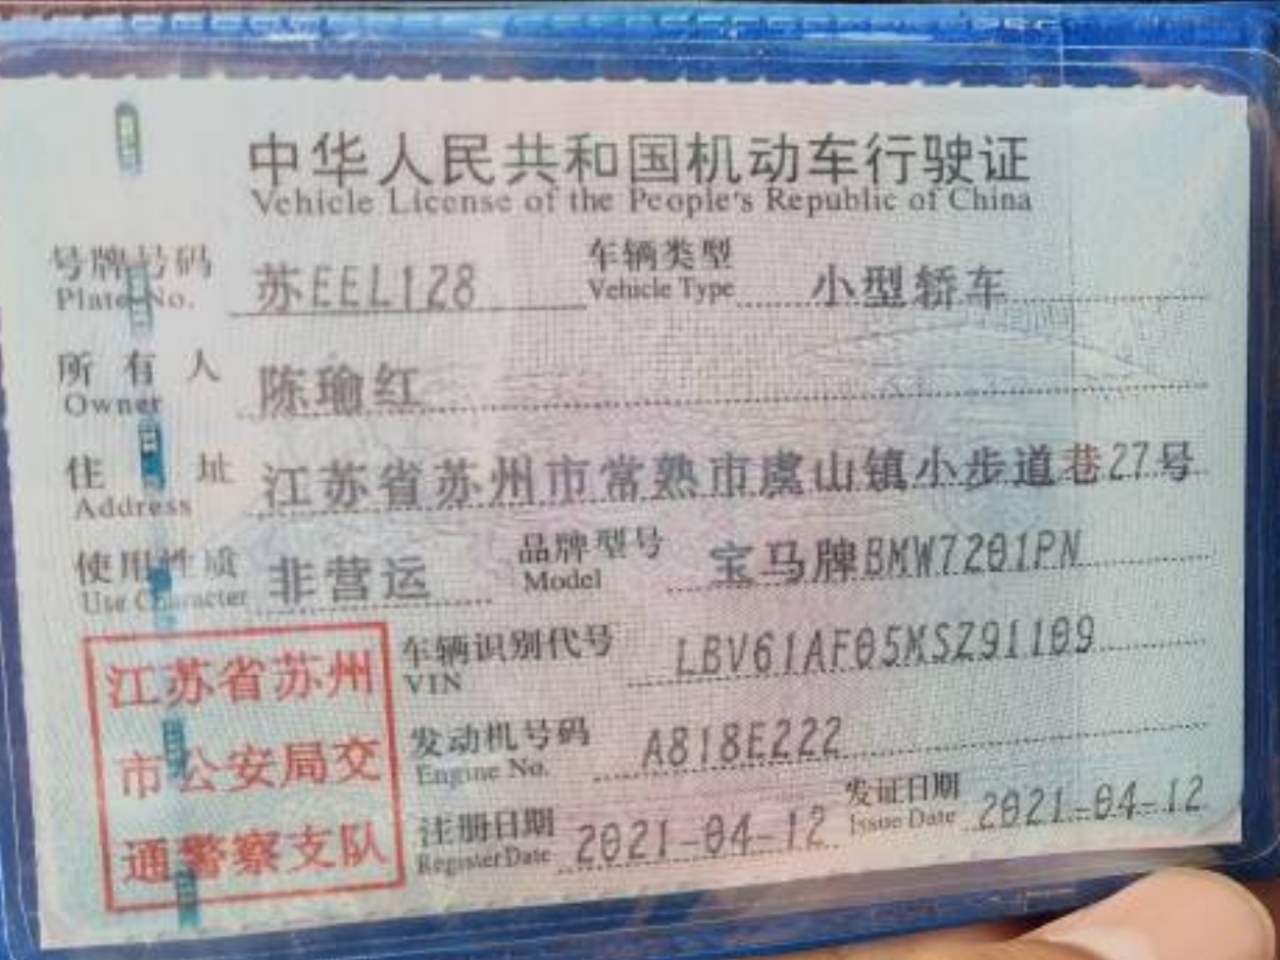 中华人民共和国机动车行驶证
Vehicle License of the People's Republic of China
号牌号码 苏EEL128 车辆类型 小型轿车
Plate No. Vehicle Type
所有人 陈瑜红
Owner
住址 江苏省苏州市常熟市虞山镇小步道巷27号
Address
使用性质 非营运 品牌型号 宝马牌BMW7201PN
Use Character Model
车辆识别代号 LBV61AF05MSZ91109
VIN
发动机号码 A818E222
Engine No.
注册日期 2021-04-12 发证日期 2021-04-12
Register Date Issue Date
江苏省苏州
市公安局交
通警察支队